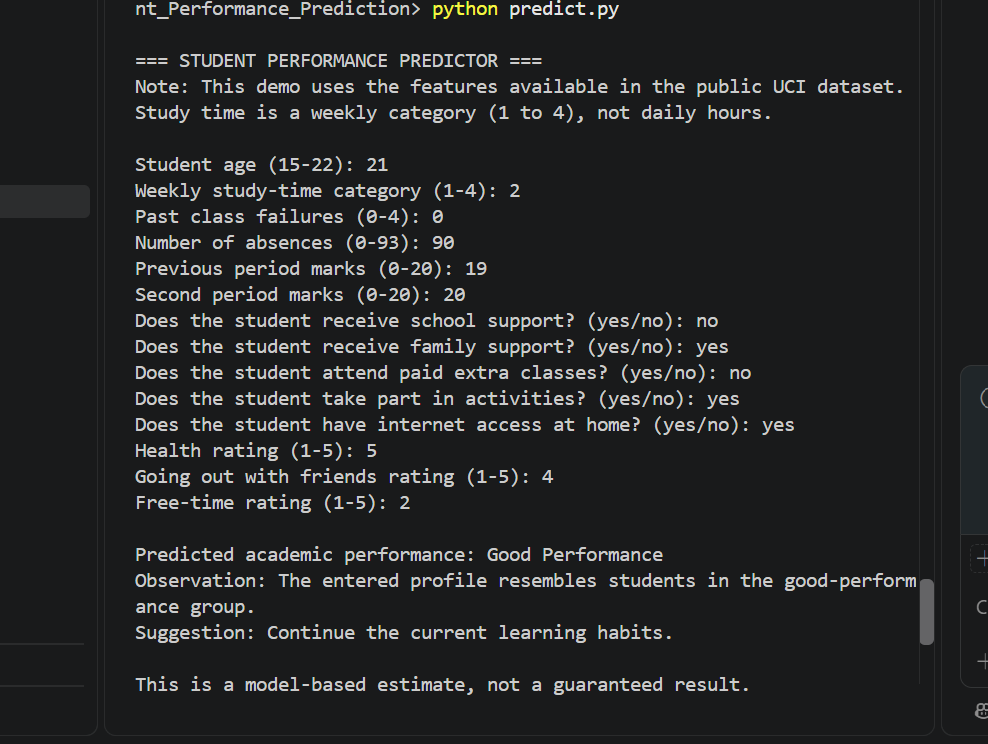 nt_Performance_Prediction> python predict.py
=== STUDENT PERFORMANCE PREDICTOR ===
Note: This demo uses the features available in the public UCI dataset.
Study time is a weekly category (1 to 4), not daily hours.
Student age (15-22): 21
Weekly study-time category (1-4): 2
Past class failures (0-4): 0
Number of absences (0-93): 90
Previous period marks (0-20): 19
Second period marks (0-20): 20
Does the student receive school support? (yes/no): no
Does the student receive family support? (yes/no): yes
Does the student attend paid extra classes? (yes/no): no
Does the student take part in activities? (yes/no): yes
Does the student have internet access at home? (yes/no): yes
Health rating (1-5): 5
Going out with friends rating (1-5): 4
Free-time rating (1-5): 2
Predicted academic performance: Good Performance
Observation: The entered profile resembles students in the good-perform
ance group.
Suggestion: Continue the current learning habits.
This is a model-based estimate, not a guaranteed result.